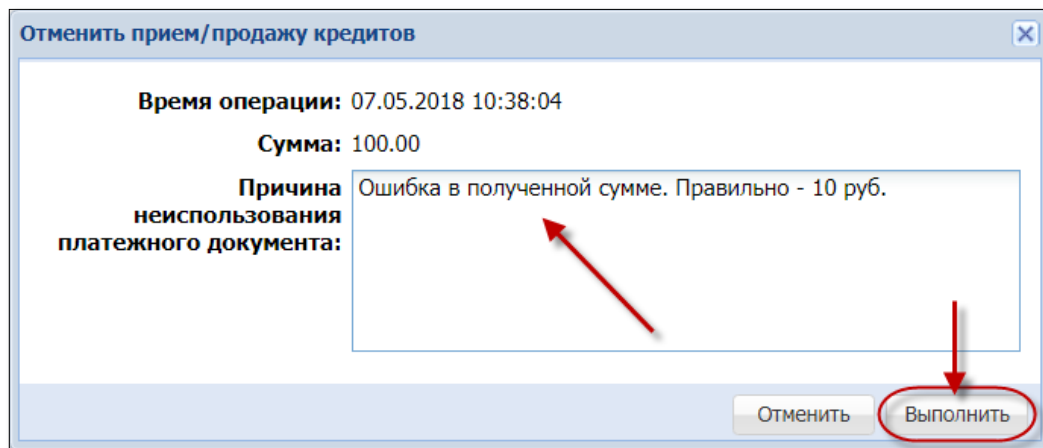 Отменить прием/продажу кредитов
Время операции: 07.05.2018 10:38:04
Сумма: 100.00
Причина Ошибка в полученной сумме. Правильно - 10 руб.
неиспользования
платежного документа:
Отменить Выполнить